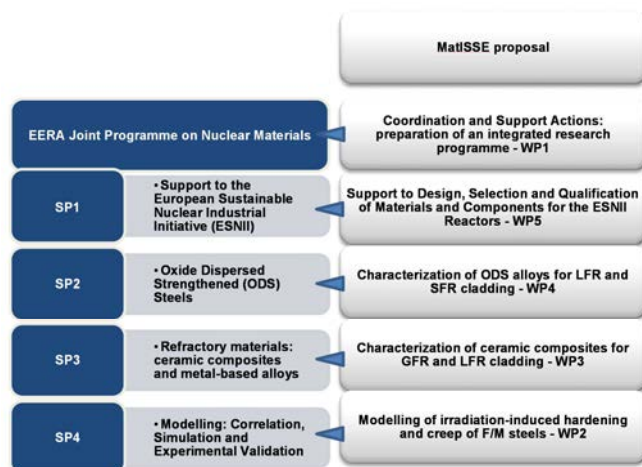 MatISSE proposal
EERA Joint Programme on Nuclear Materials
Coordination and Support Actions:
preparation of an integrated research
programme - WP1
SP1
• Support to the
European Sustainable
Nuclear Industrial
Initiative (ESNII)
Support to Design, Selection and Qualification
of Materials and Components for the ESNII
Reactors - WP5
SP2
• Oxide Dispersed
Strengthened (ODS)
Steels
Characterization of ODS alloys for LFR and
SFR cladding - WP4
SP3
• Refractory materials:
ceramic composites
and metal-based alloys
Characterization of ceramic composites for
GFR and LFR cladding - WP3
SP4
• Modelling: Correlation,
Simulation and
Experimental Validation
Modelling of irradiation-induced hardening
and creep of F/M steels - WP2